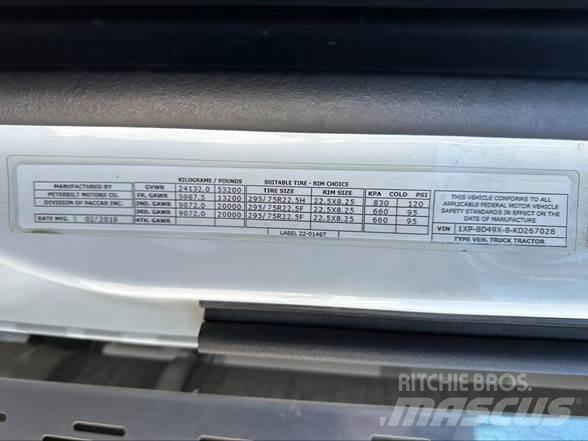 MANUFACTURED BY
PETERBILT MOTORS CO.
DIVISION OF PACCAR INC.
DATE MFG. 02/2018
KILOGRAMS / POUNDS SUITABLE TIRE - RIM CHOICE
GVWR 24132.0 53200 TIRE SIZE RIM SIZE KPA COLD PSI
FR. GAWR 5987.5 13200 295/75R22.5H 22.5X8.25 830 120
2ND. GAWR 9072.0 20000 295/75R22.5F 22.5X8.25 660 95
3RD. GAWR 9072.0 20000 295/75R22.5F 22.5X8.25 660 95
4TH. GAWR
LABEL 22-01467
THIS VEHICLE CONFORMS TO ALL
APPLICABLE FEDERAL MOTOR VEHICLE
SAFETY STANDARDS IN EFFECT ON
DATE OF MANUFACTURE
VIN 1XP-BD49X-8-KD267028
TYPE VEH. TRUCK TRACTOR
RITCHIE BROS.
MASCUS